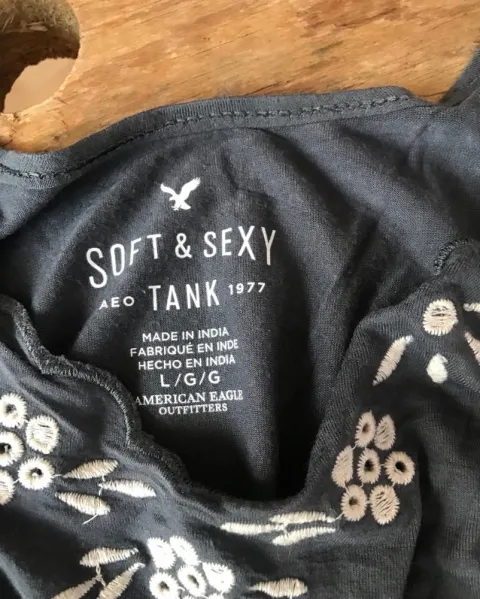 SOFT & SEXY
AEO TANK 1977
MADE IN INDIA
FABRIQUÉ EN INDE
HECHO EN INDIA
L/G/G
AMERICAN EAGLE
OUTFITTERS